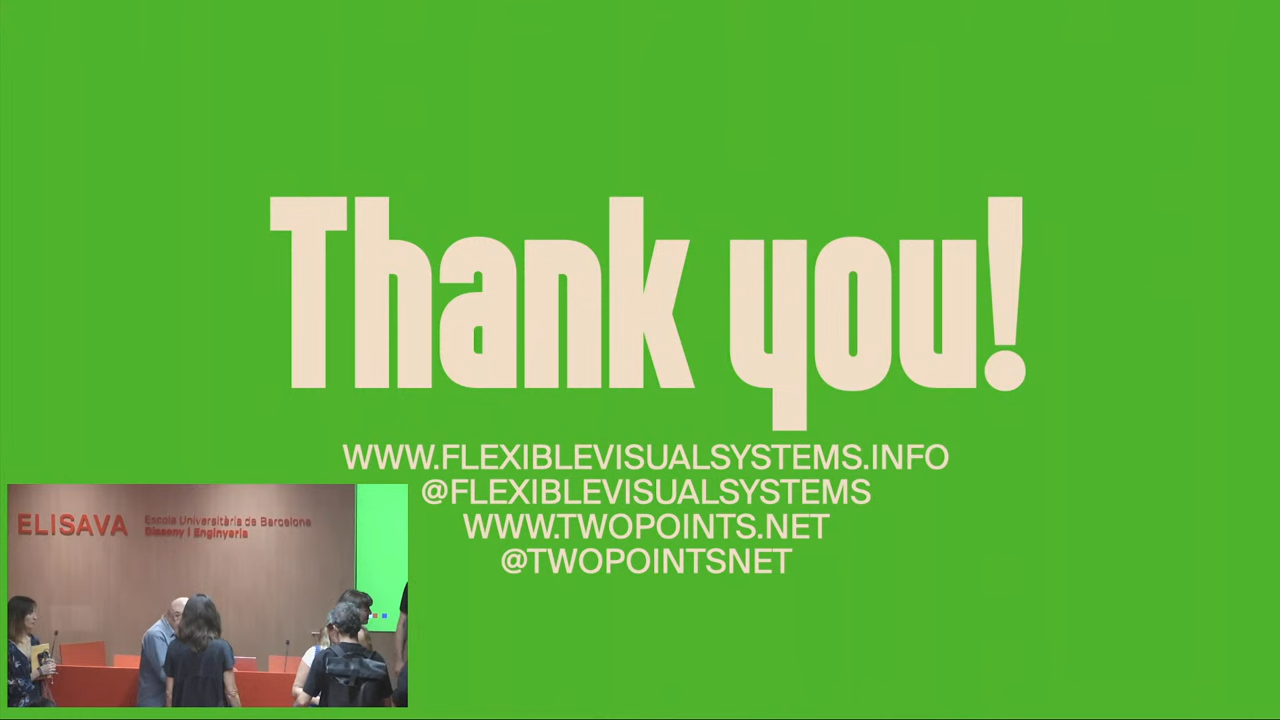 Thank you!
WWW.FLEXIBLEVISUALSYSTEMS.INFO
@FLEXIBLEVISUALSYSTEMS
WWW.TWOPOINTS.NET
@TWOPOINTSNET
ELISAVA
Escola Universitària de Barcelona
Disseny i Enginyeria